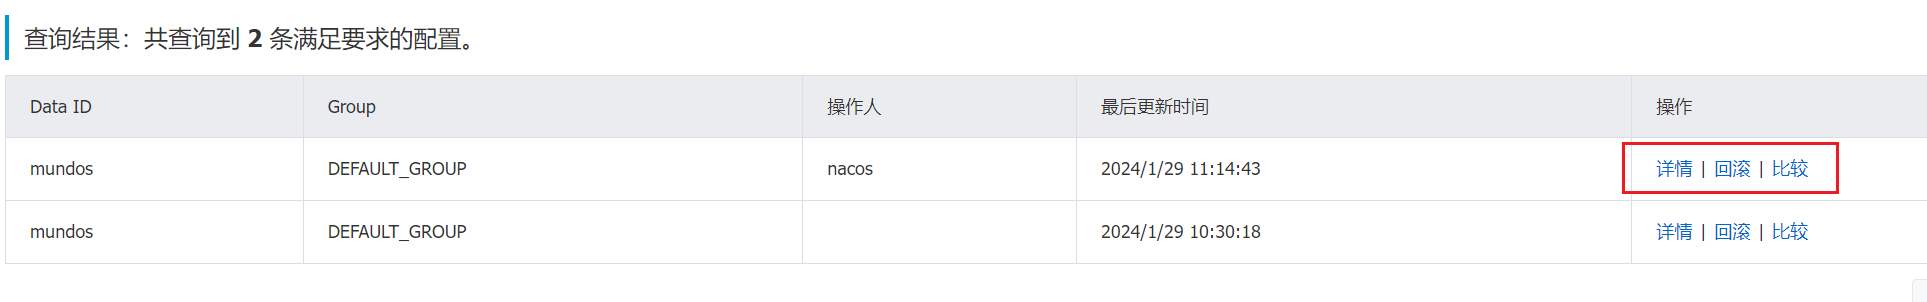 查询结果：共查询到 2 条满足要求的配置。
Data ID Group 操作人 最后更新时间 操作
mundos DEFAULT_GROUP nacos 2024/1/29 11:14:43 详情 | 回滚 | 比较
mundos DEFAULT_GROUP 2024/1/29 10:30:18 详情 | 回滚 | 比较